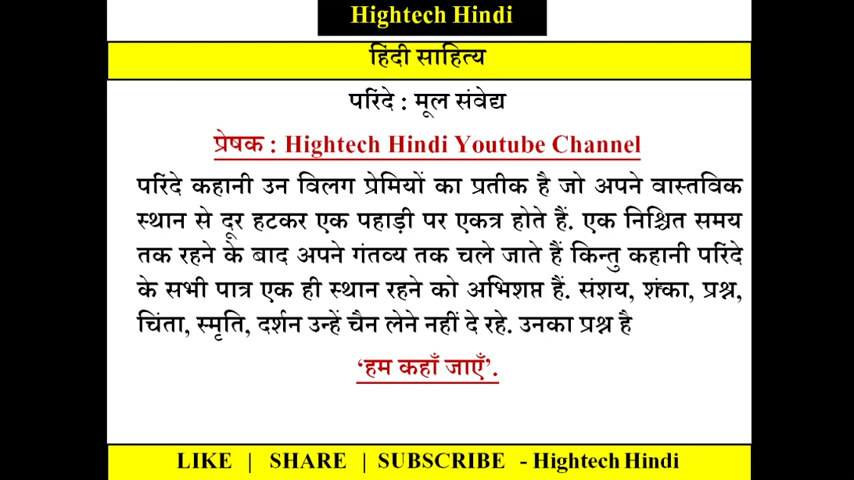 Hightech Hindi
हिंदी साहित्य
परिंदे : मूल संवेद्य
प्रेषक : Hightech Hindi Youtube Channel
परिंदे कहानी उन विलग प्रेमियों का प्रतीक है जो अपने वास्तविक
स्थान से दूर हटकर एक पहाड़ी पर एकत्र होते हैं. एक निश्चित समय
तक रहने के बाद अपने गंतव्य तक चले जाते हैं किन्तु कहानी परिंदे
के सभी पात्र एक ही स्थान रहने को अभिशप्त हैं. संशय, शंका, प्रश्न,
चिंता, स्मृति, दर्शन उन्हें चैन लेने नहीं दे रहे. उनका प्रश्न है
‘हम कहाँ जाएँ’.
LIKE | SHARE | SUBSCRIBE - Hightech Hindi